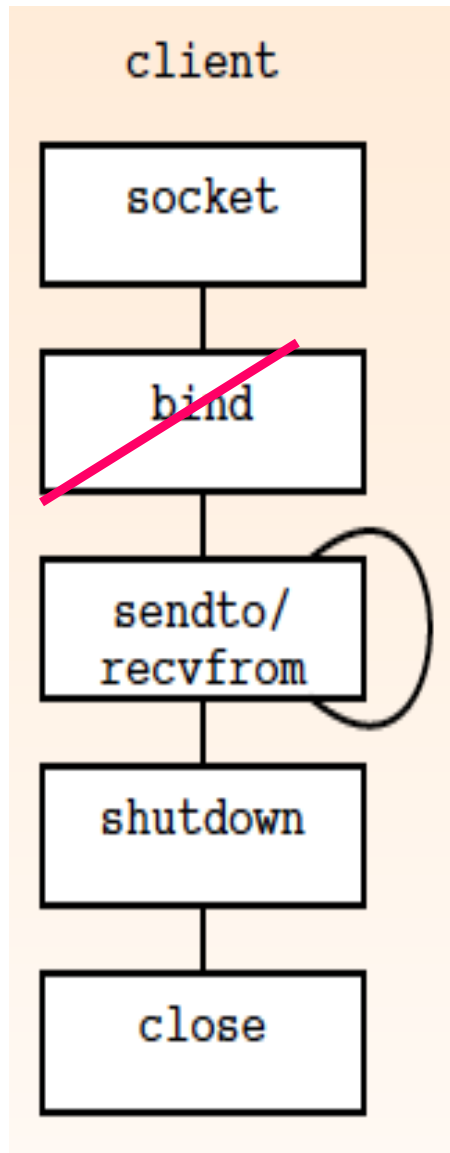 client
socket
bind
sendto/
recvfrom
shutdown
close